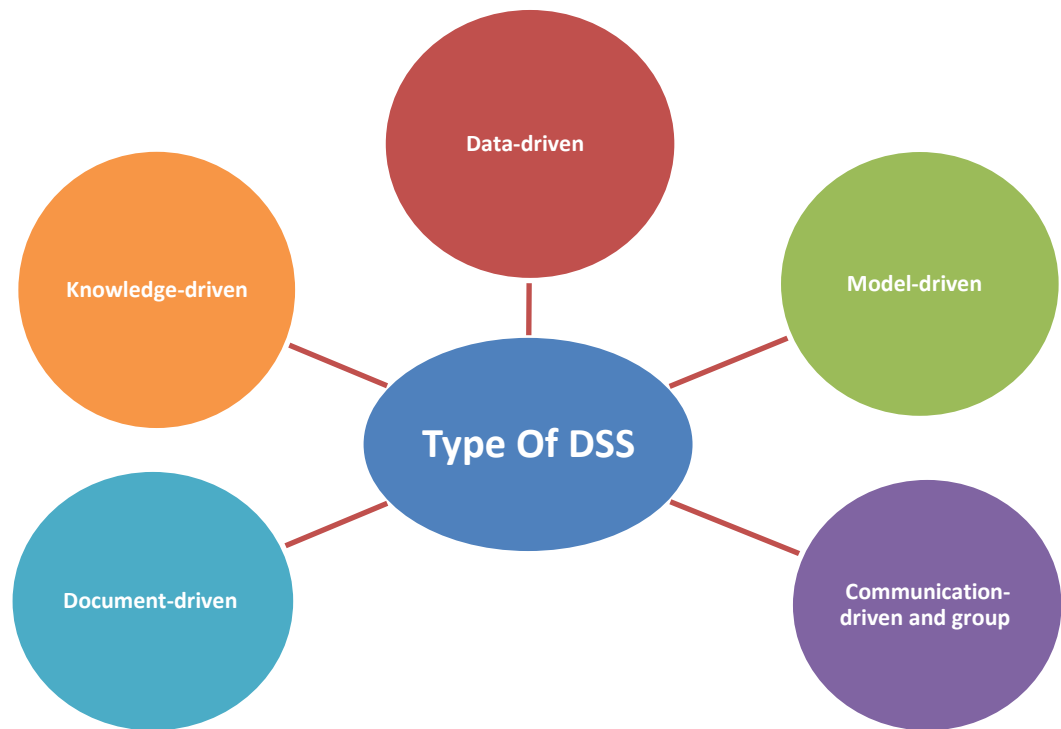 Data-driven
Knowledge-driven
Model-driven
Type Of DSS
Document-driven
Communication-
driven and group